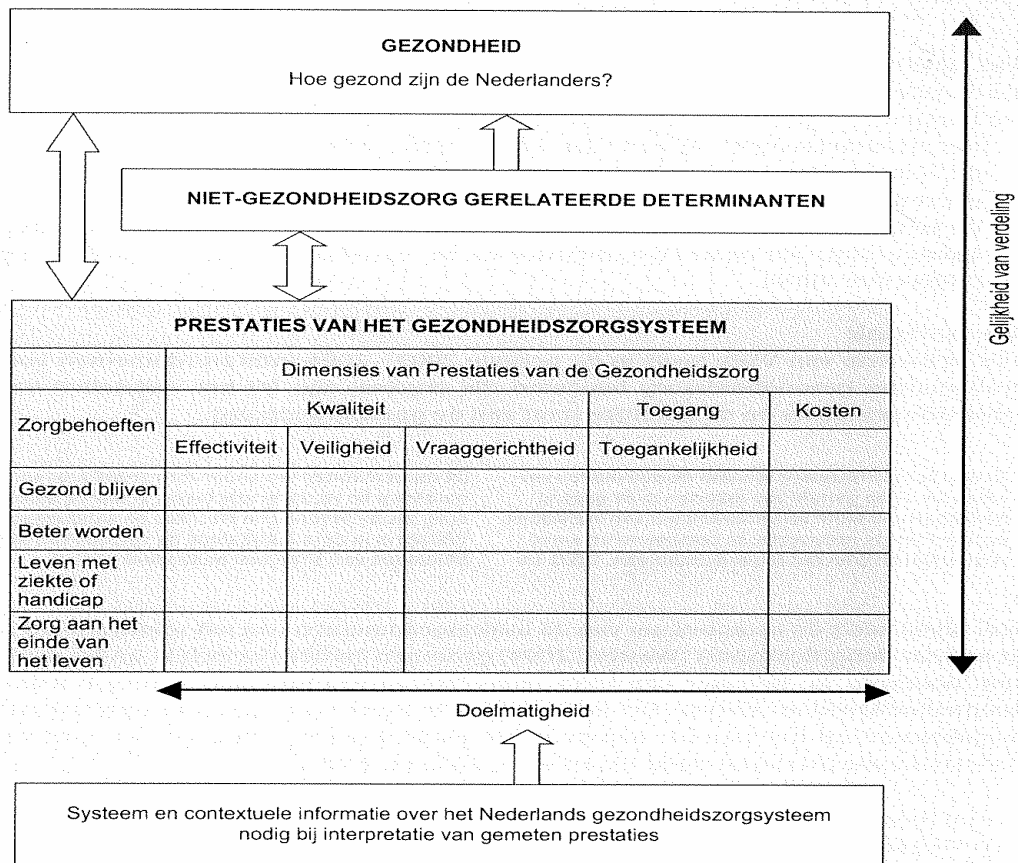 GEZONDHEID
Hoe gezond zijn de Nederlanders?
NIET-GEZONDHEIDSZORG GERELATEERDE DETERMINANTEN
Gelijkheid van verdeling
PRESTATIES VAN HET GEZONDHEIDSZORGSYSTEEM
Zorgbehoeften
Dimensies van Prestaties van de Gezondheidszorg
Kwaliteit
Toegang
Kosten
Effectiviteit
Veiligheid
Vraaggerichtheid
Toegankelijkheid
Gezond blijven
Beter worden
Leven met
ziekte of
handicap
Zorg aan het
einde van
het leven
Doelmatigheid
Systeem en contextuele informatie over het Nederlands gezondheidszorgsysteem
nodig bij interpretatie van gemeten prestaties